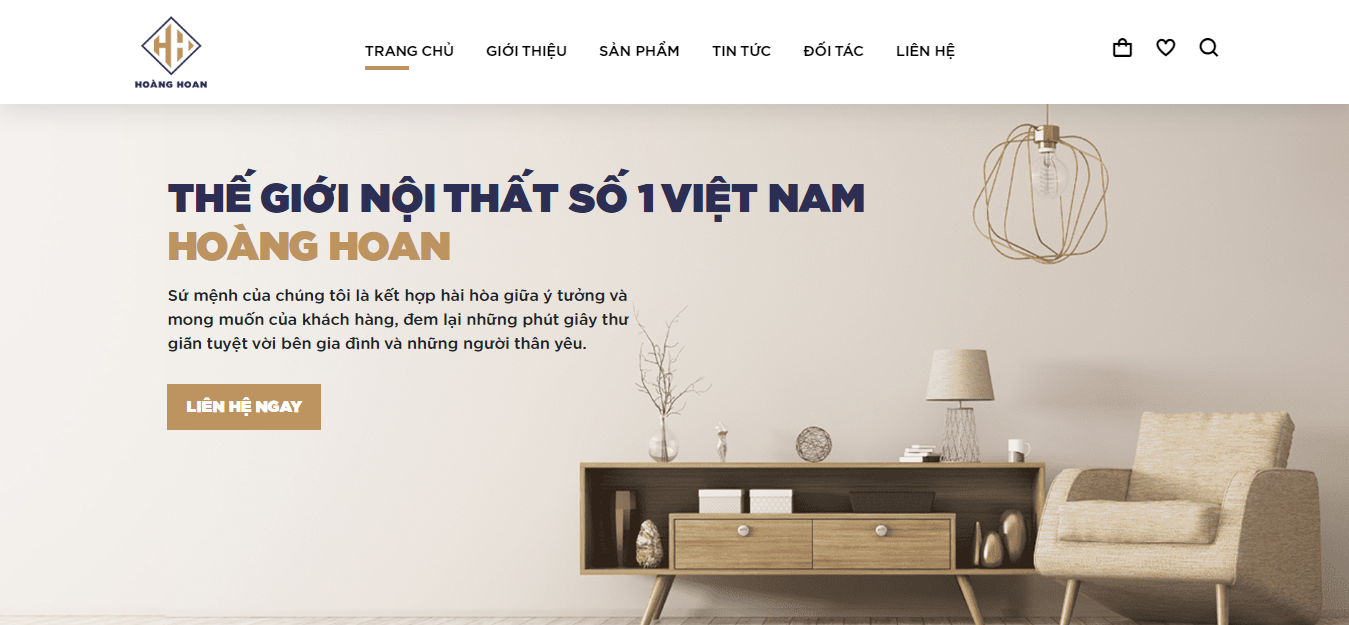 HOÀNG HOAN
TRANG CHỦ GIỚI THIỆU SẢN PHẨM TIN TỨC ĐỐI TÁC LIÊN HỆ
THẾ GIỚI NỘI THẤT SỐ 1 VIỆT NAM
HOÀNG HOAN
Sứ mệnh của chúng tôi là kết hợp hài hòa giữa ý tưởng và
mong muốn của khách hàng, đem lại những phút giây thư
giãn tuyệt vời bên gia đình và những người thân yêu.
LIÊN HỆ NGAY